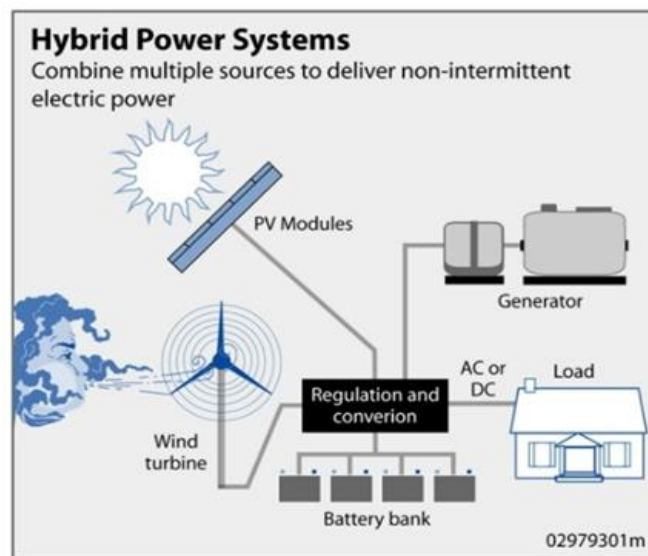 Hybrid Power Systems
Combine multiple sources to deliver non-intermittent
electric power
PV Modules
Generator
AC or
DC
Load
Regulation and
converion
Wind
turbine
Battery bank
02979301m